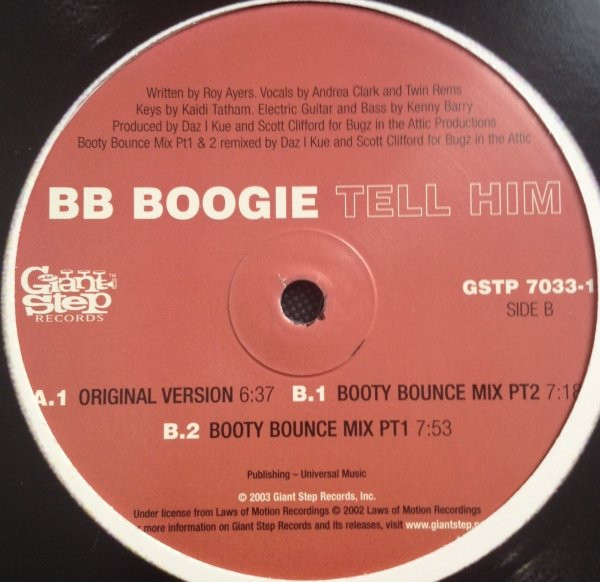 Written by Roy Ayers. Vocals by Andrea Clark and Twin Rems
Keys by Kaidi Tatham. Electric Guitar and Bass by Kenny Barry
Produced by Daz I Kue and Scott Clifford for Bugz in the Attic Productions
Booty Bounce Mix Pt1 & 2 remixed by Daz I Kue and Scott Clifford for Bugz in the Attic
BB BOOGIE TELL HIM
Giant Step
RECORDS
GSTP 7033-1
SIDE B
A.1 ORIGINAL VERSION 6:37 B.1 BOOTY BOUNCE MIX PT2 7:18
B.2 BOOTY BOUNCE MIX PT1 7:53
Publishing – Universal Music
© 2003 Giant Step Records, Inc.
Under license from Laws of Motion Recordings © 2002 Laws of Motion Recordings
more information on Giant Step Records and its releases, visit www.giantstep